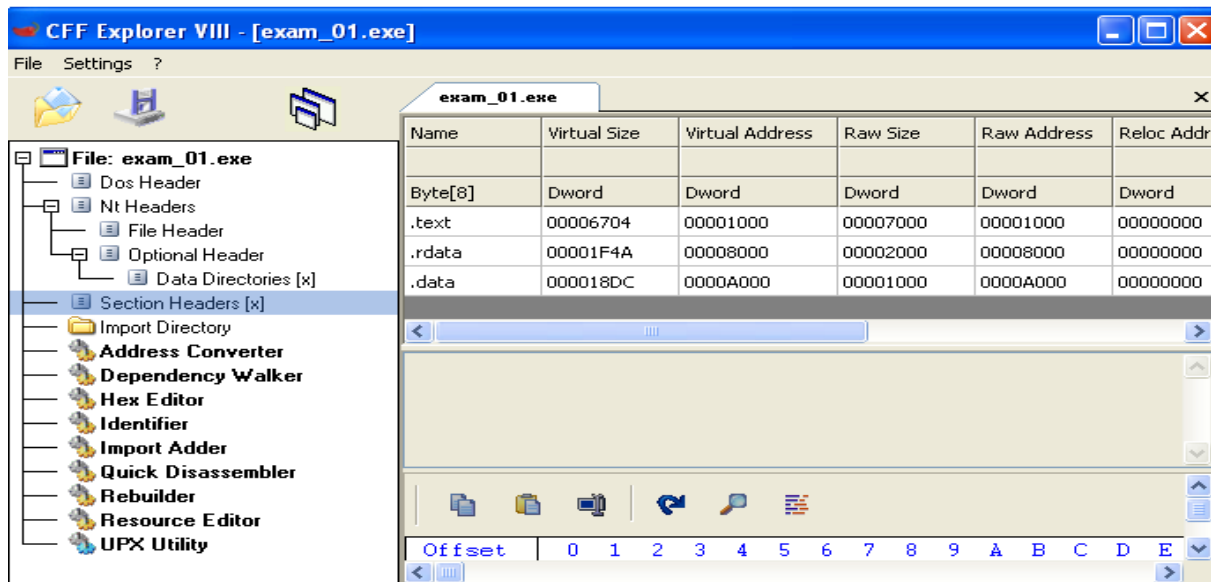 CFF Explorer VIII - [exam_01.exe]
File Settings ?
File: exam_01.exe
Dos Header
Nt Headers
File Header
Optional Header
Data Directories [x]
Section Headers [x]
Import Directory
Address Converter
Dependency Walker
Hex Editor
Identifier
Import Adder
Quick Disassembler
Rebuilder
Resource Editor
UPX Utility
exam_01.exe
Name Virtual Size Virtual Address Raw Size Raw Address Reloc Addr
Byte[8] Dword Dword Dword Dword Dword
.text 00006704 00001000 00007000 00001000 00000000
.rdata 00001F4A 00008000 00002000 00008000 00000000
.data 000018DC 0000A000 00001000 0000A000 00000000
Offset 0 1 2 3 4 5 6 7 8 9 A B C D E